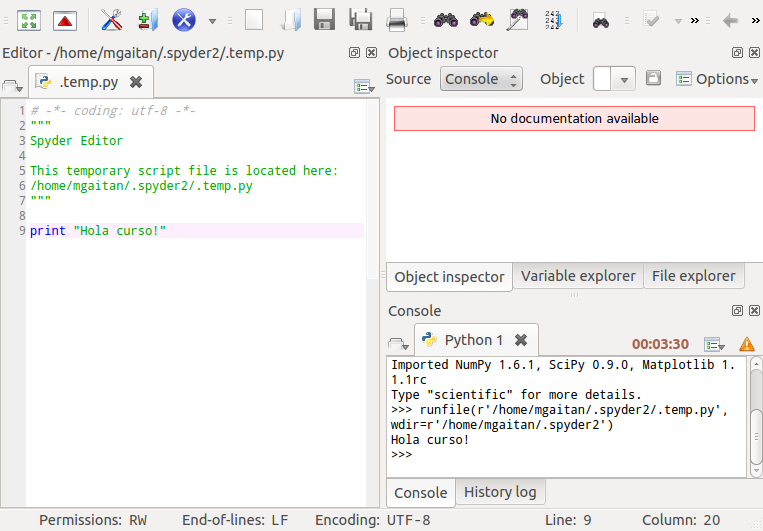 Editor - /home/mgaitan/.spyder2/.temp.py
.temp.py
1 # -*- coding: utf-8 -*-
2 """
3 Spyder Editor
4
5 This temporary script file is located here:
6 /home/mgaitan/.spyder2/.temp.py
7 """
8
9 print "Hola curso!"
Object inspector
Source Console Object Options
No documentation available
Object inspector Variable explorer File explorer
Console
Python 1 00:03:30
Imported NumPy 1.6.1, SciPy 0.9.0, Matplotlib 1.
1.1rc
Type "scientific" for more details.
>>> runfile(r'/home/mgaitan/.spyder2/.temp.py',
wdir=r'/home/mgaitan/.spyder2')
Hola curso!
>>>
Console History log
Permissions: RW End-of-lines: LF Encoding: UTF-8 Line: 9 Column: 20